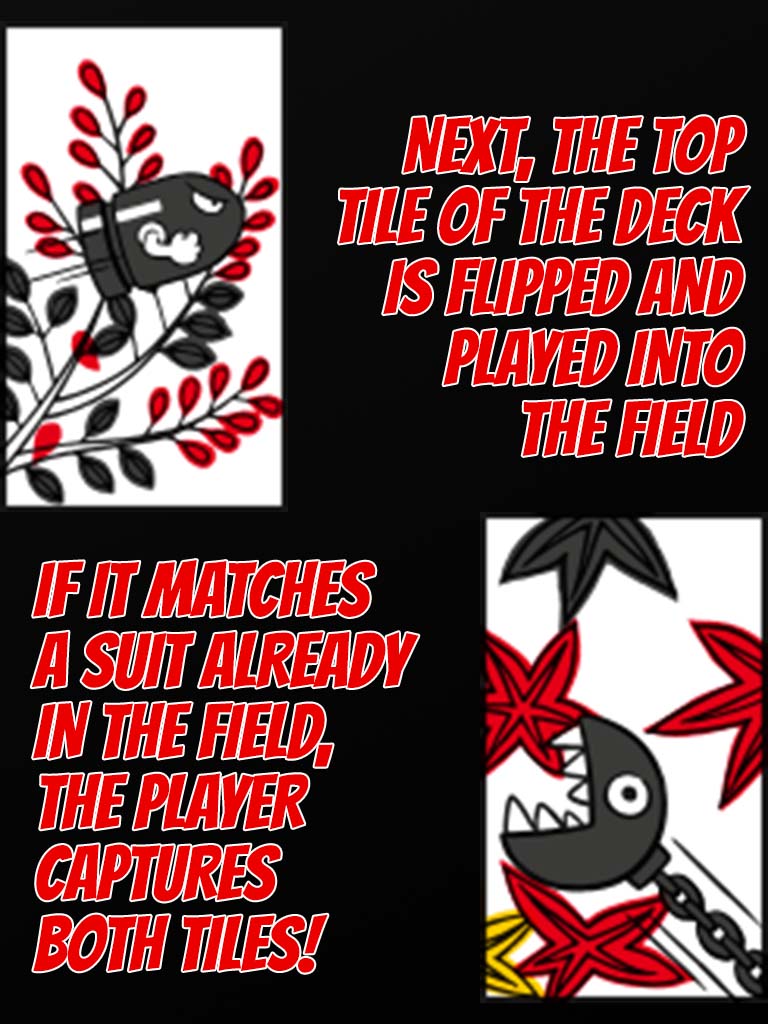 NEXT, THE TOP
TILE OF THE DECK
IS FLIPPED AND
PLAYED INTO
THE FIELD
IF IT MATCHES
A SUIT ALREADY
IN THE FIELD,
THE PLAYER
CAPTURES
BOTH TILES!